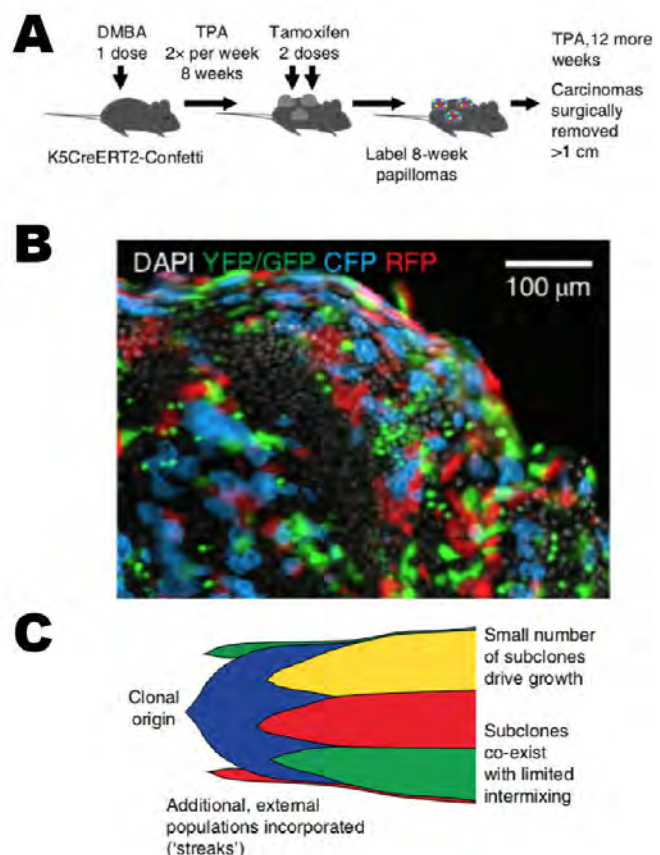 A
DMBA
1 dose
TPA
2× per week
8 weeks
Tamoxifen
2 doses
TPA,12 more
weeks
Carcinomas
surgically
removed
>1 cm
K5CreERT2-Confetti
Label 8-week
papillomas
B
DAPI YFP/GFP CFP RFP
100 μm
C
Clonal
origin
Small number
of subclones
drive growth
Subclones
co-exist
with limited
intermixing
Additional, external
populations incorporated
('streaks')